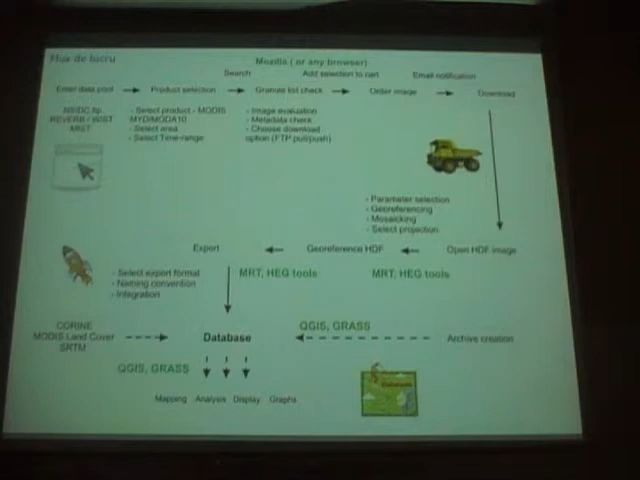 Flux de lucru
Mozilla ( or any browser)
Search
Add selection to cart
Email notification
Enter data pool
Product selection
Granule list check
Order image
Download
NSIDC ftp
REVERB - WIST
MRST
- Select product - MODIS
MYD/MODA10
- Select area
- Select Time-range
- Image evaluation
- Metadata check
- Choose download
option (FTP pull/push)
- Parameter selection
- Georeferencing
- Mosaicking
- Select projection
Export
Georeference HDF
Open HDF image
MRT, HEG tools
MRT, HEG tools
- Select export format
- Naming convention
- Integration
CORINE
MODIS Land Cover
SRTM
Database
QGIS, GRASS
Archive creation
QGIS, GRASS
Mapping
Analysis
Display
Graphs